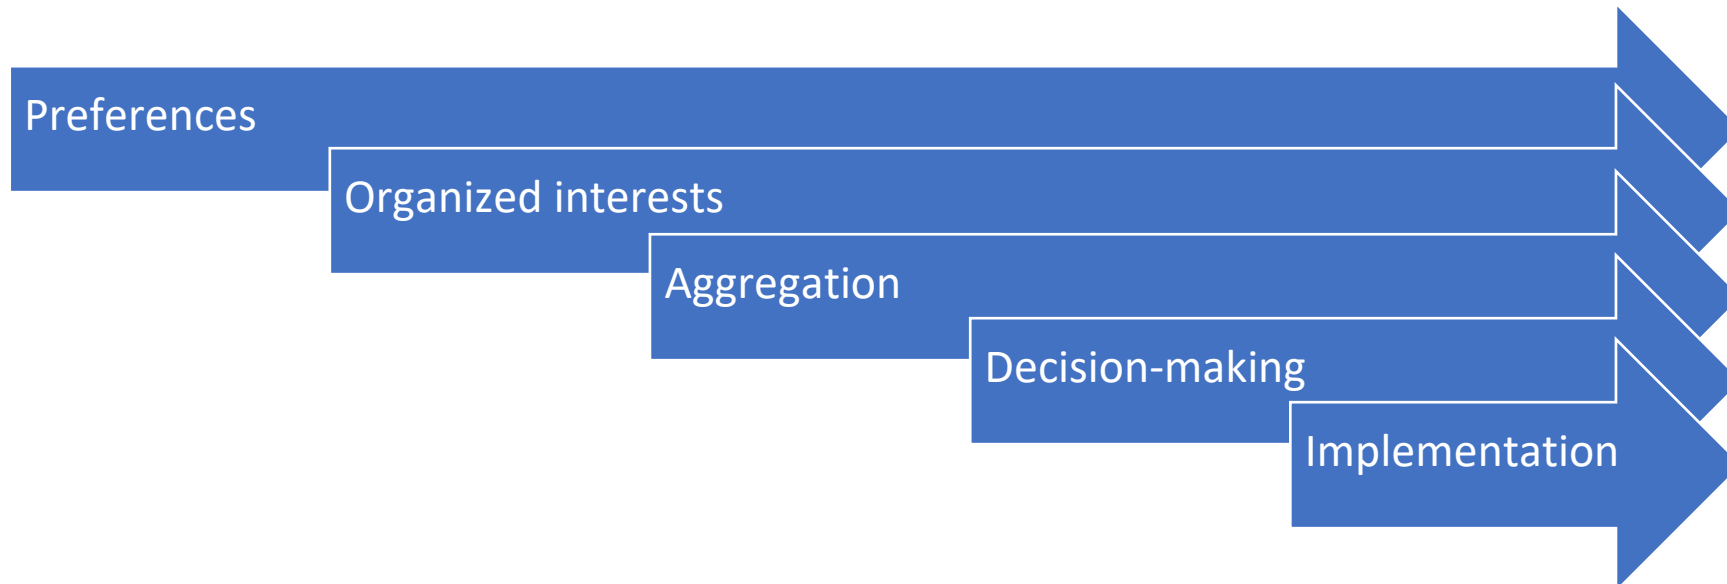 Preferences
Organized interests
Aggregation
Decision-making
Implementation